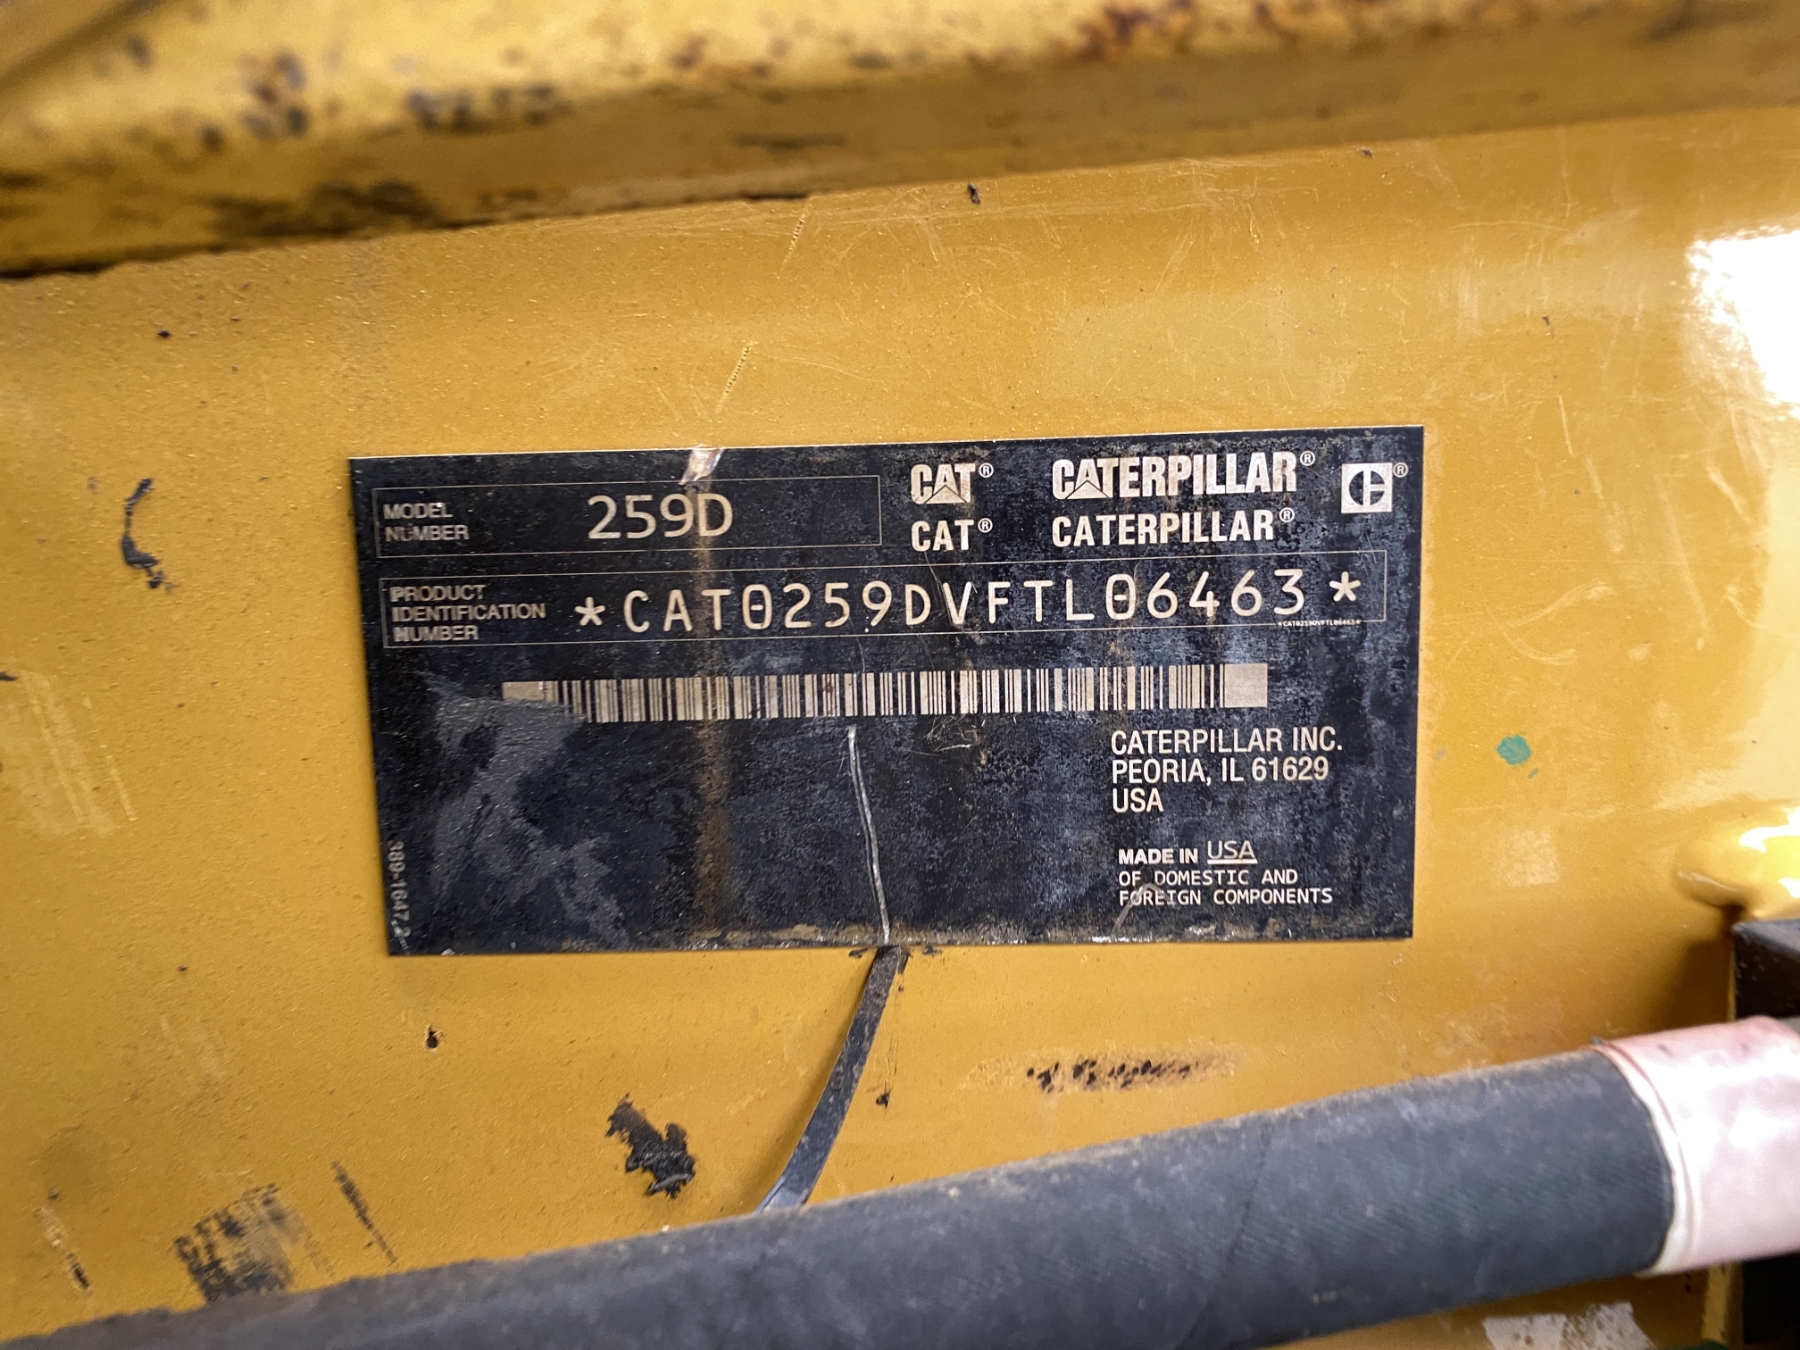 MODEL
NUMBER
259D
CAT® CATERPILLAR®
CAT® CATERPILLAR®
PRODUCT
IDENTIFICATION
NUMBER
*CAT0259DVFTL06463*
*CAT0259DVFTL06463*
CATERPILLAR INC.
PEORIA, IL 61629
USA
MADE IN USA
OF DOMESTIC AND
FOREIGN COMPONENTS